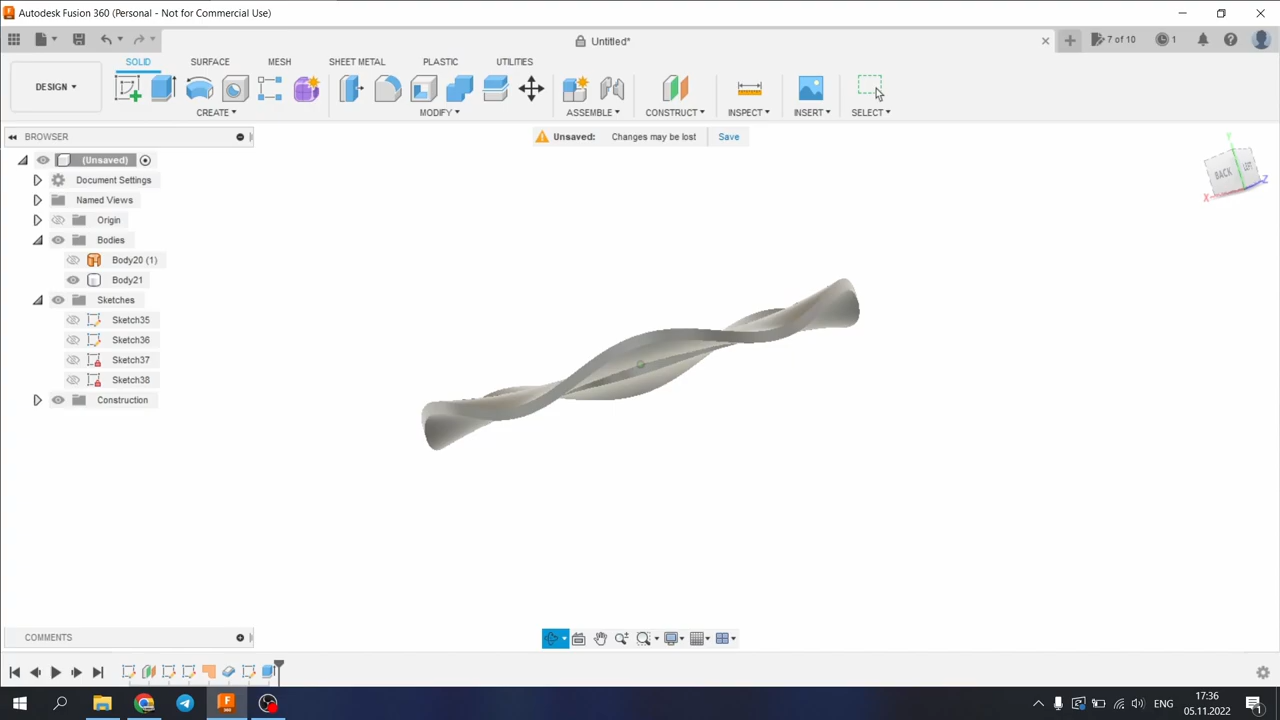 Autodesk Fusion 360 (Personal - Not for Commercial Use)
Untitled*
7 of 10
1
DESIGN
SOLID
SURFACE
MESH
SHEET METAL
PLASTIC
UTILITIES
CREATE
MODIFY
ASSEMBLE
CONSTRUCT
INSPECT
INSERT
SELECT
BROWSER
Unsaved: Changes may be lost Save
(Unsaved)
Document Settings
Named Views
Origin
Bodies
Body20 (1)
Body21
Sketches
Sketch35
Sketch36
Sketch37
Sketch38
Construction
Y
BACK
LEFT
X
Z
COMMENTS
ENG
17:36
05.11.2022
1